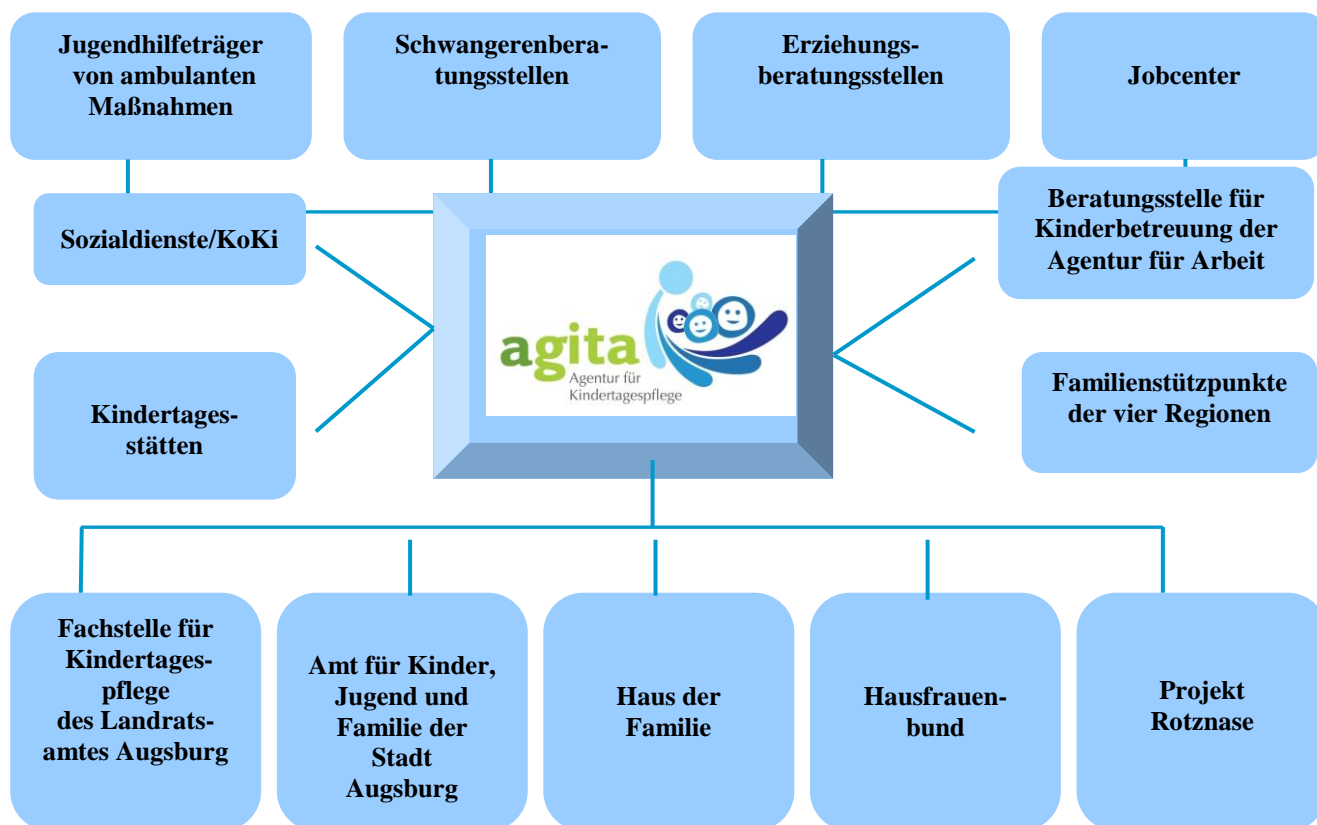 Jugendhilfeträger
von ambulanten
Maßnahmen
Schwangerenbera-
tungsstellen
Erziehungs-
beratungsstellen
Jobcenter
Sozialdienste/KoKi
Beratungsstelle für
Kinderbetreuung der
Agentur für Arbeit
agita
Agentur für
Kindertagespflege
Kindertages-
stätten
Familienstützpunkte
der vier Regionen
Fachstelle für
Kindertages-
pflege
des Landrats-
amtes Augsburg
Amt für Kinder,
Jugend und
Familie der
Stadt
Augsburg
Haus der
Familie
Hausfrauen-
bund
Projekt
Rotznase